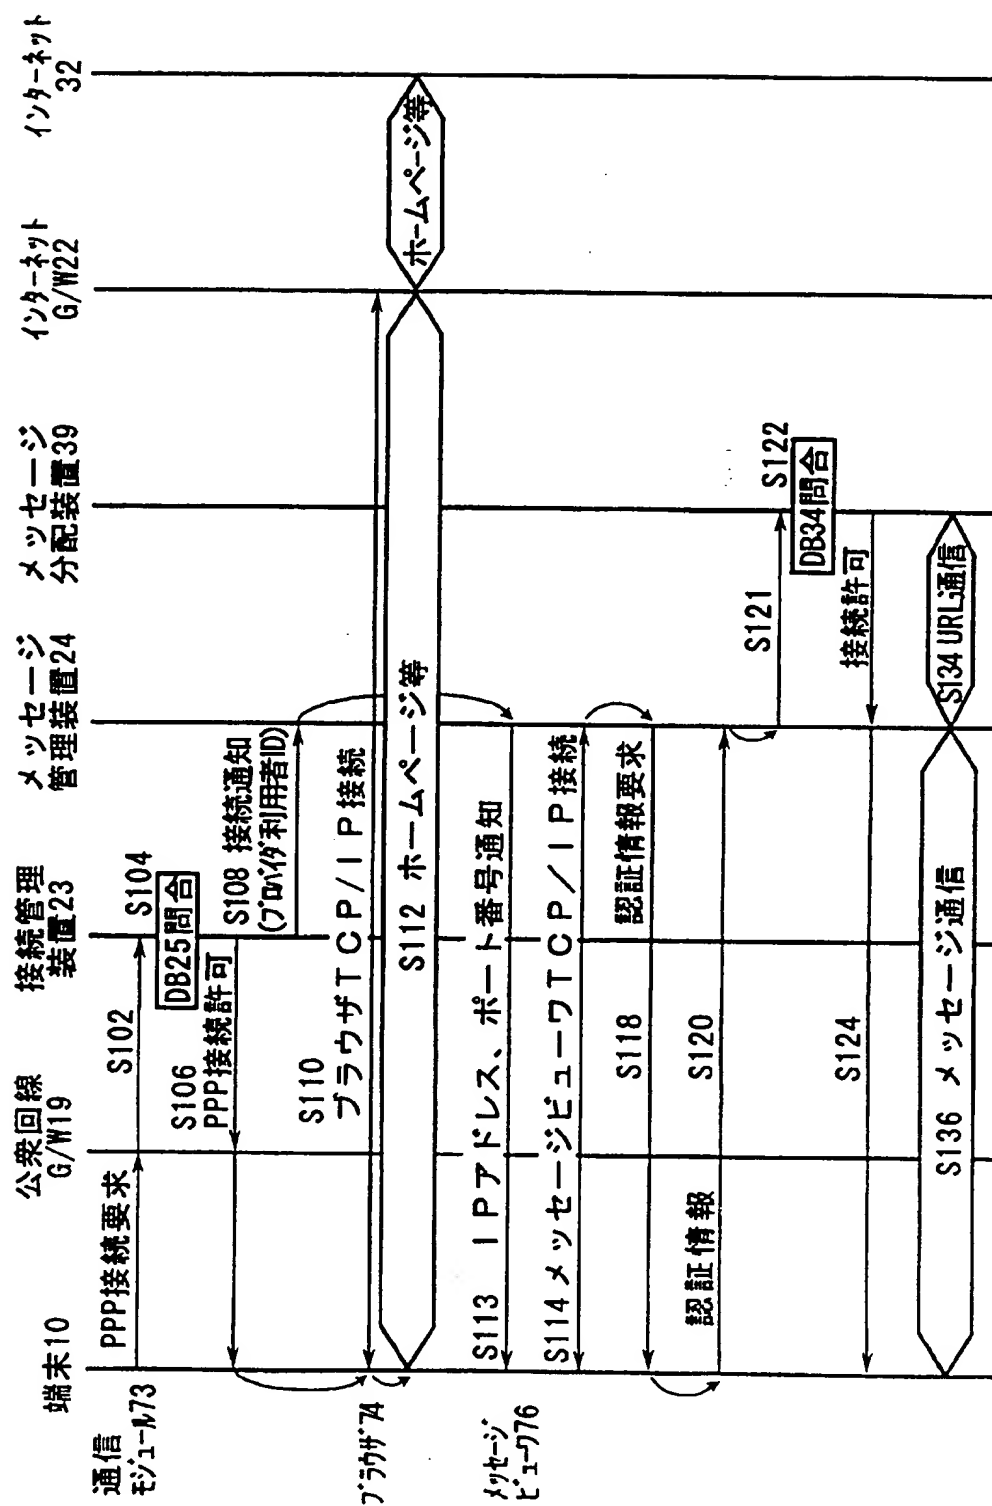 端末10
公衆回線
G/W19
接続管理
装置23
メッセージ
管理装置24
メッセージ
分配装置39
インターネット
G/W22
インターネット
32
通信
モジュール73
PPP接続要求
S102
S104
DB25問合
S106
PPP接続許可
S108 接続通知
(プロバイダ利用者ID)
S110
ブラウザTCP/IP接続
ブラウザ74
S112 ホームページ等
ホームページ等
メッセージ
ビューワ76
S113 IPアドレス、ポート番号通知
S114 メッセージビューワTCP/IP接続
S118
認証情報要求
認証情報
S120
S121
S122
DB34問合
S124
接続許可
S136 メッセージ通信
S134 URL通信